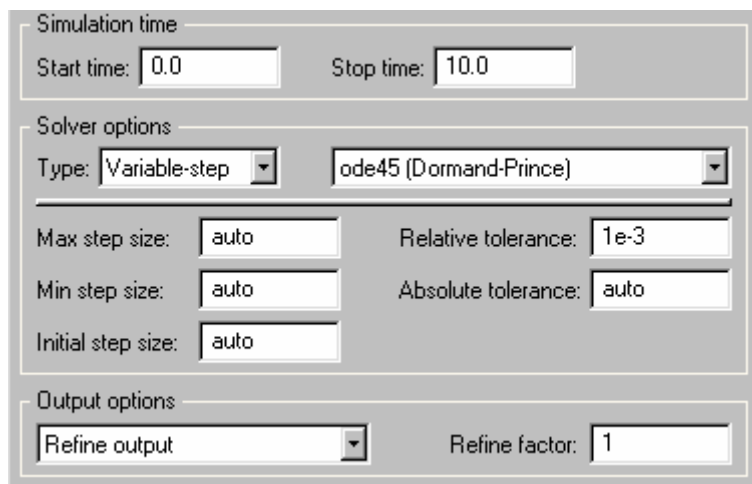 Simulation time
Start time: 0.0 Stop time: 10.0
Solver options
Type: Variable-step ode45 (Dormand-Prince)
Max step size: auto Relative tolerance: 1e-3
Min step size: auto Absolute tolerance: auto
Initial step size: auto
Output options
Refine output Refine factor: 1